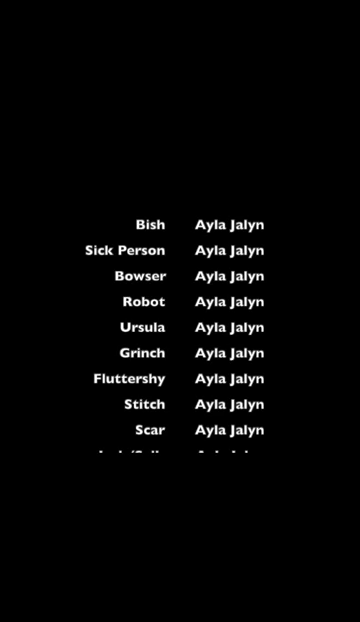 Bish Ayla Jalyn
Sick Person Ayla Jalyn
Bowser Ayla Jalyn
Robot Ayla Jalyn
Ursula Ayla Jalyn
Grinch Ayla Jalyn
Fluttershy Ayla Jalyn
Stitch Ayla Jalyn
Scar Ayla Jalyn